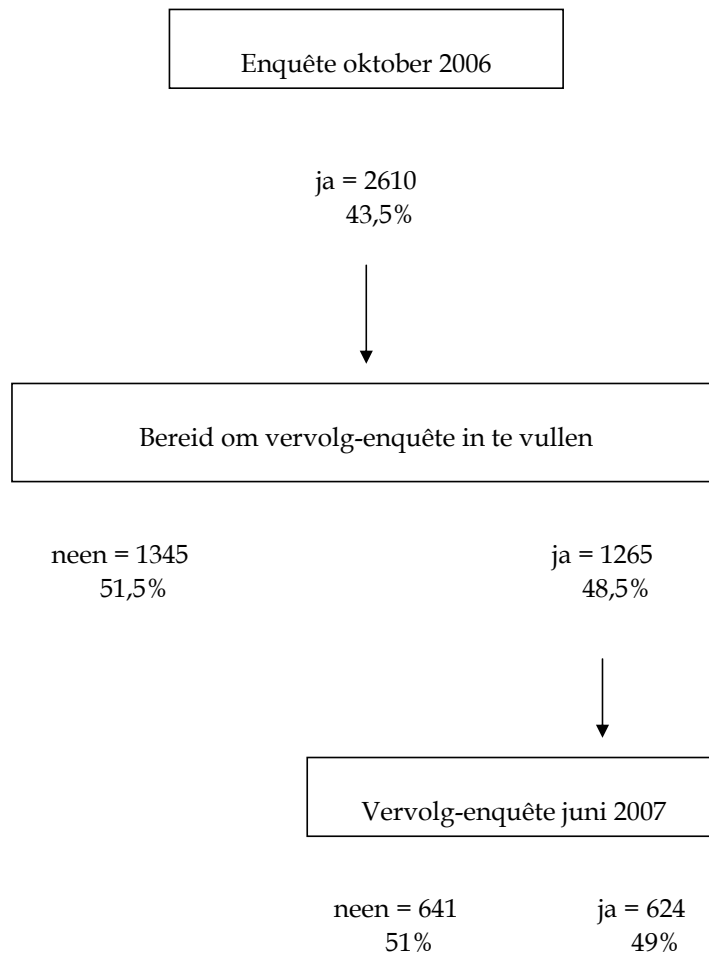 Enquête oktober 2006
ja = 2610
43,5%
Bereid om vervolg-enquête in te vullen
neen = 1345
51,5%
ja = 1265
48,5%
Vervolg-enquête juni 2007
neen = 641
51%
ja = 624
49%